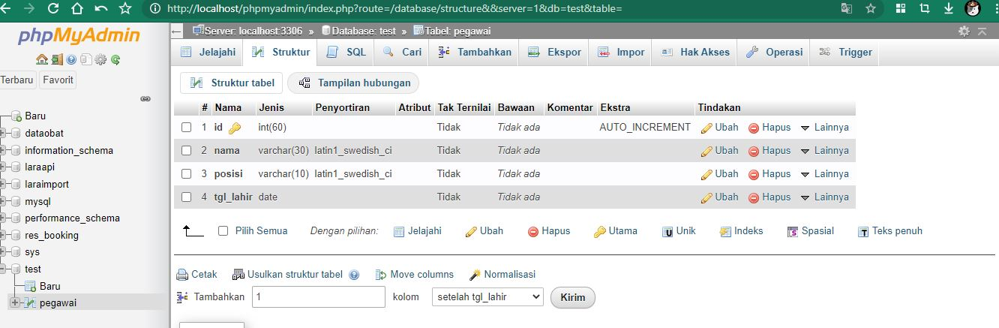 http://localhost/phpmyadmin/index.php?route=/database/structure&&server=1&db=test&table=
phpMyAdmin
Terbaru Favorit
Baru
dataobat
information_schema
laraapi
laraimport
mysql
performance_schema
res_booking
sys
test
Baru
pegawai
Server: localhost:3306 » Database: test » Tabel: pegawai
Jelajahi Struktur SQL Cari Tambahkan Ekspor Impor Hak Akses Operasi Trigger
Struktur tabel Tampilan hubungan
# Nama Jenis Penyortiran Atribut Tak Ternilai Bawaan Komentar Ekstra Tindakan
1 id int(60) Tidak Tidak ada AUTO_INCREMENT Ubah Hapus Lainnya
2 nama varchar(30) latin1_swedish_ci Tidak Tidak ada Ubah Hapus Lainnya
3 posisi varchar(10) latin1_swedish_ci Tidak Tidak ada Ubah Hapus Lainnya
4 tgl_lahir date Tidak Tidak ada Ubah Hapus Lainnya
Pilih Semua Dengan pilihan: Jelajahi Ubah Hapus Utama Unik Indeks Spasial Teks penuh
Cetak Usulkan struktur tabel Move columns Normalisasi
Tambahkan 1 kolom setelah tgl_lahir Kirim